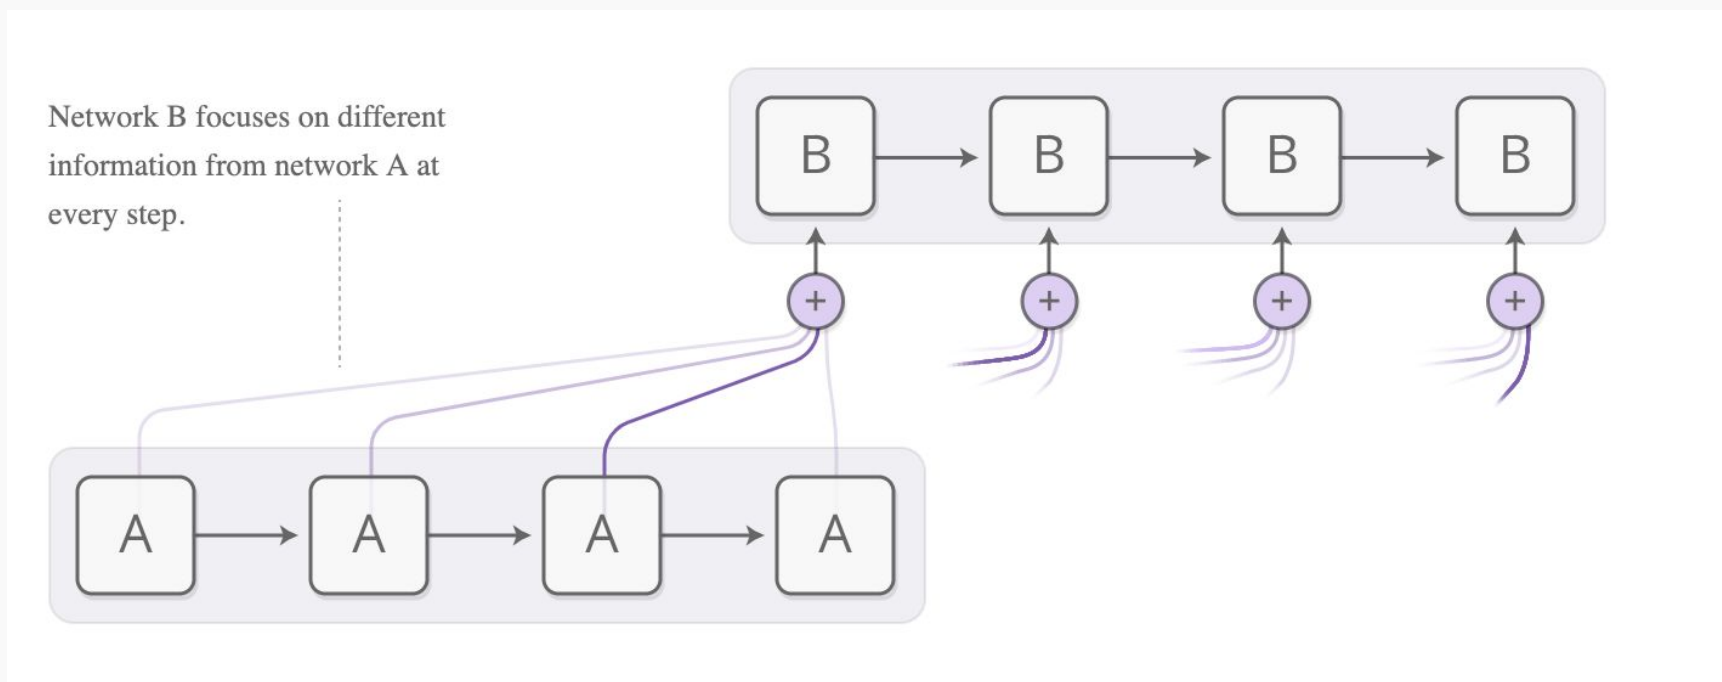 Network B focuses on different
information from network A at
every step.
B B B B
+ + + +
A A A A